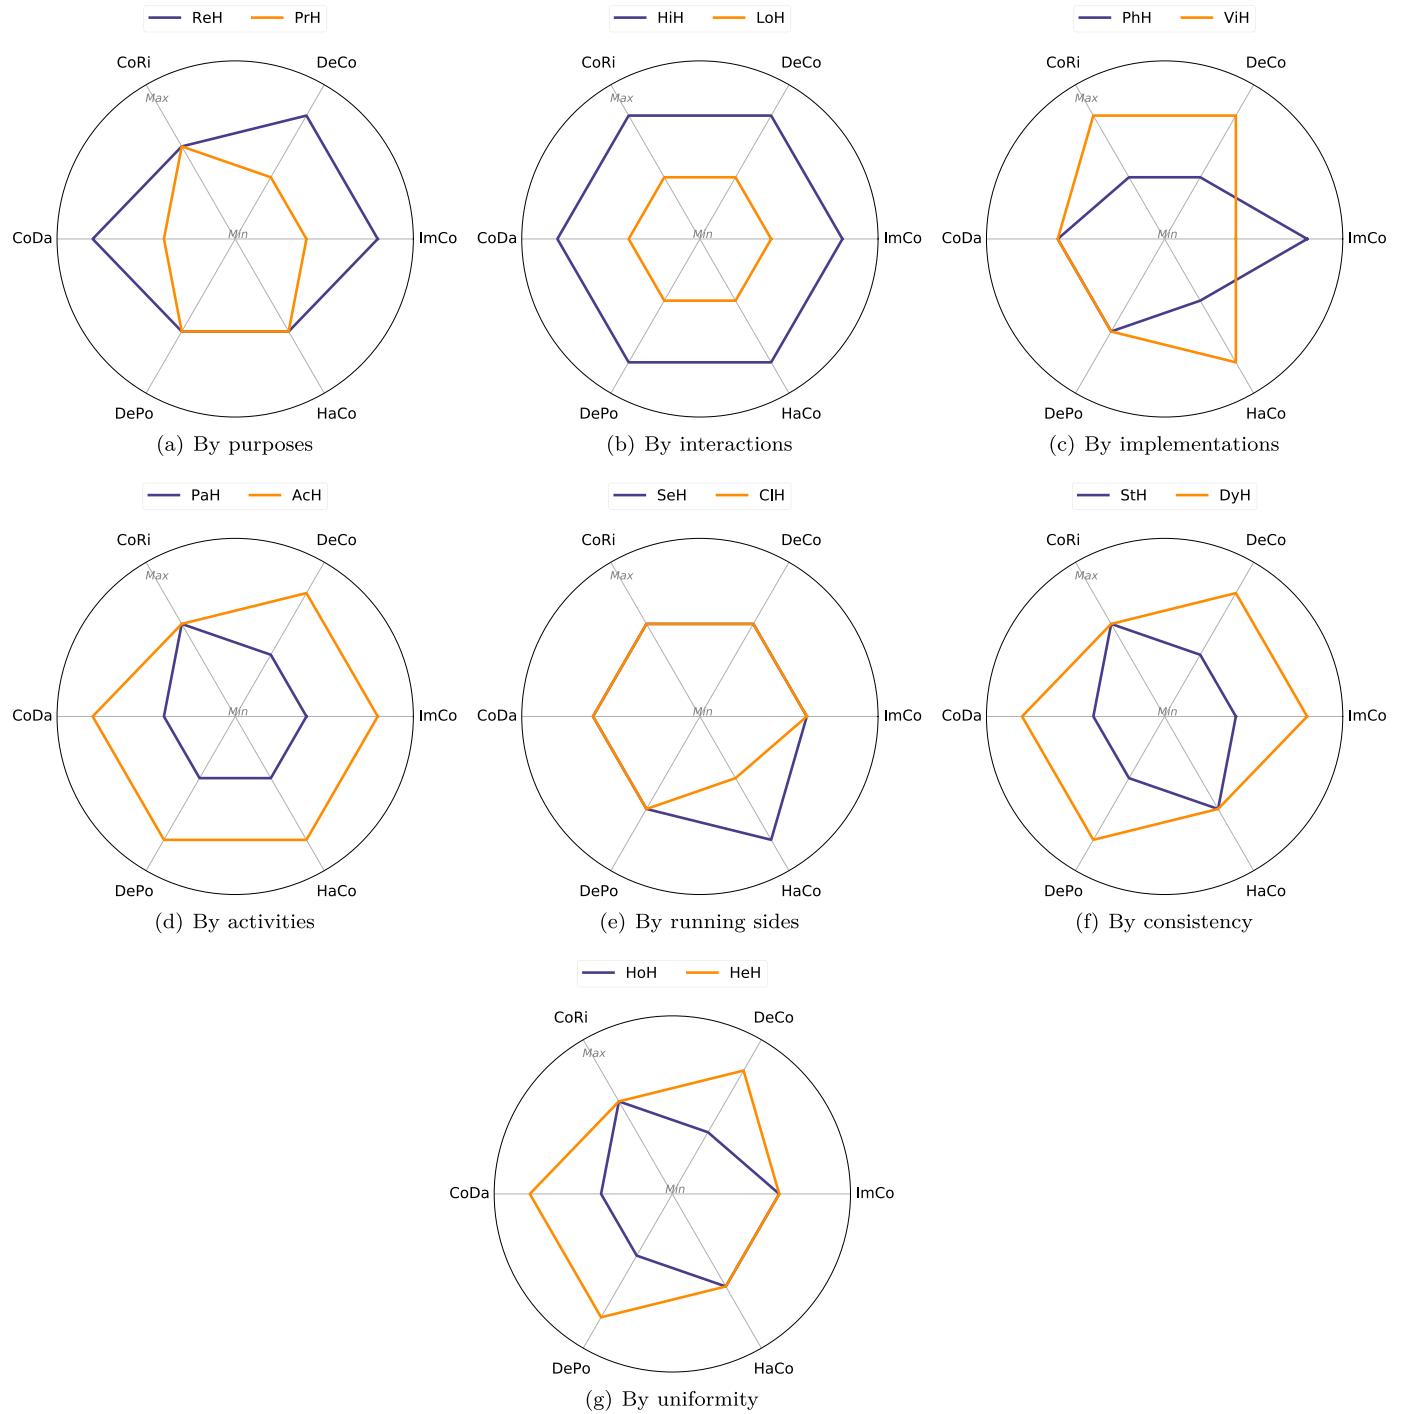 ReH PrH
CoRi DeCo
Max
CoDa Min ImCo
DePo HaCo
(a) By purposes
HiH LoH
CoRi DeCo
Max
CoDa Min ImCo
DePo HaCo
(b) By interactions
PhH ViH
CoRi DeCo
Max
CoDa Min ImCo
DePo HaCo
(c) By implementations
PaH AcH
CoRi DeCo
Max
CoDa Min ImCo
DePo HaCo
(d) By activities
SeH ClH
CoRi DeCo
Max
CoDa Min ImCo
DePo HaCo
(e) By running sides
StH DyH
CoRi DeCo
Max
CoDa Min ImCo
DePo HaCo
(f) By consistency
HoH HeH
CoRi DeCo
Max
CoDa Min ImCo
DePo HaCo
(g) By uniformity